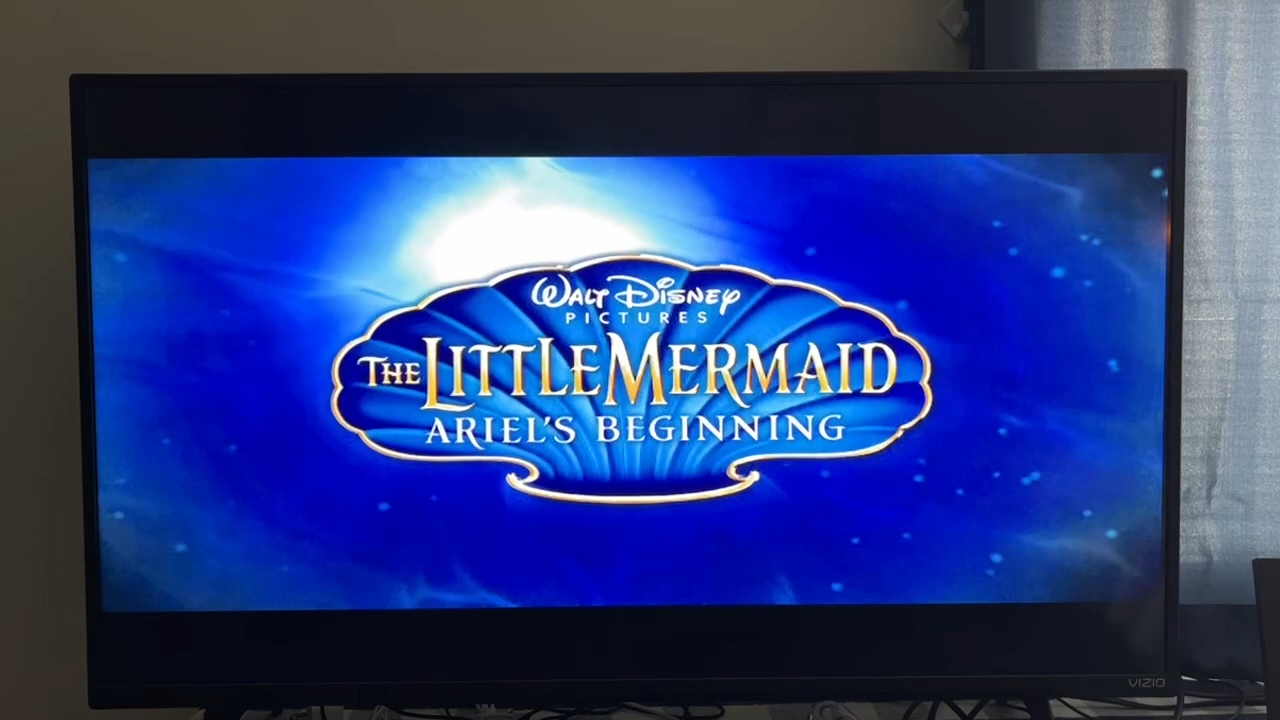 WALT DISNEY
PICTURES
THE LITTLE MERMAID
ARIEL'S BEGINNING
VIZIO